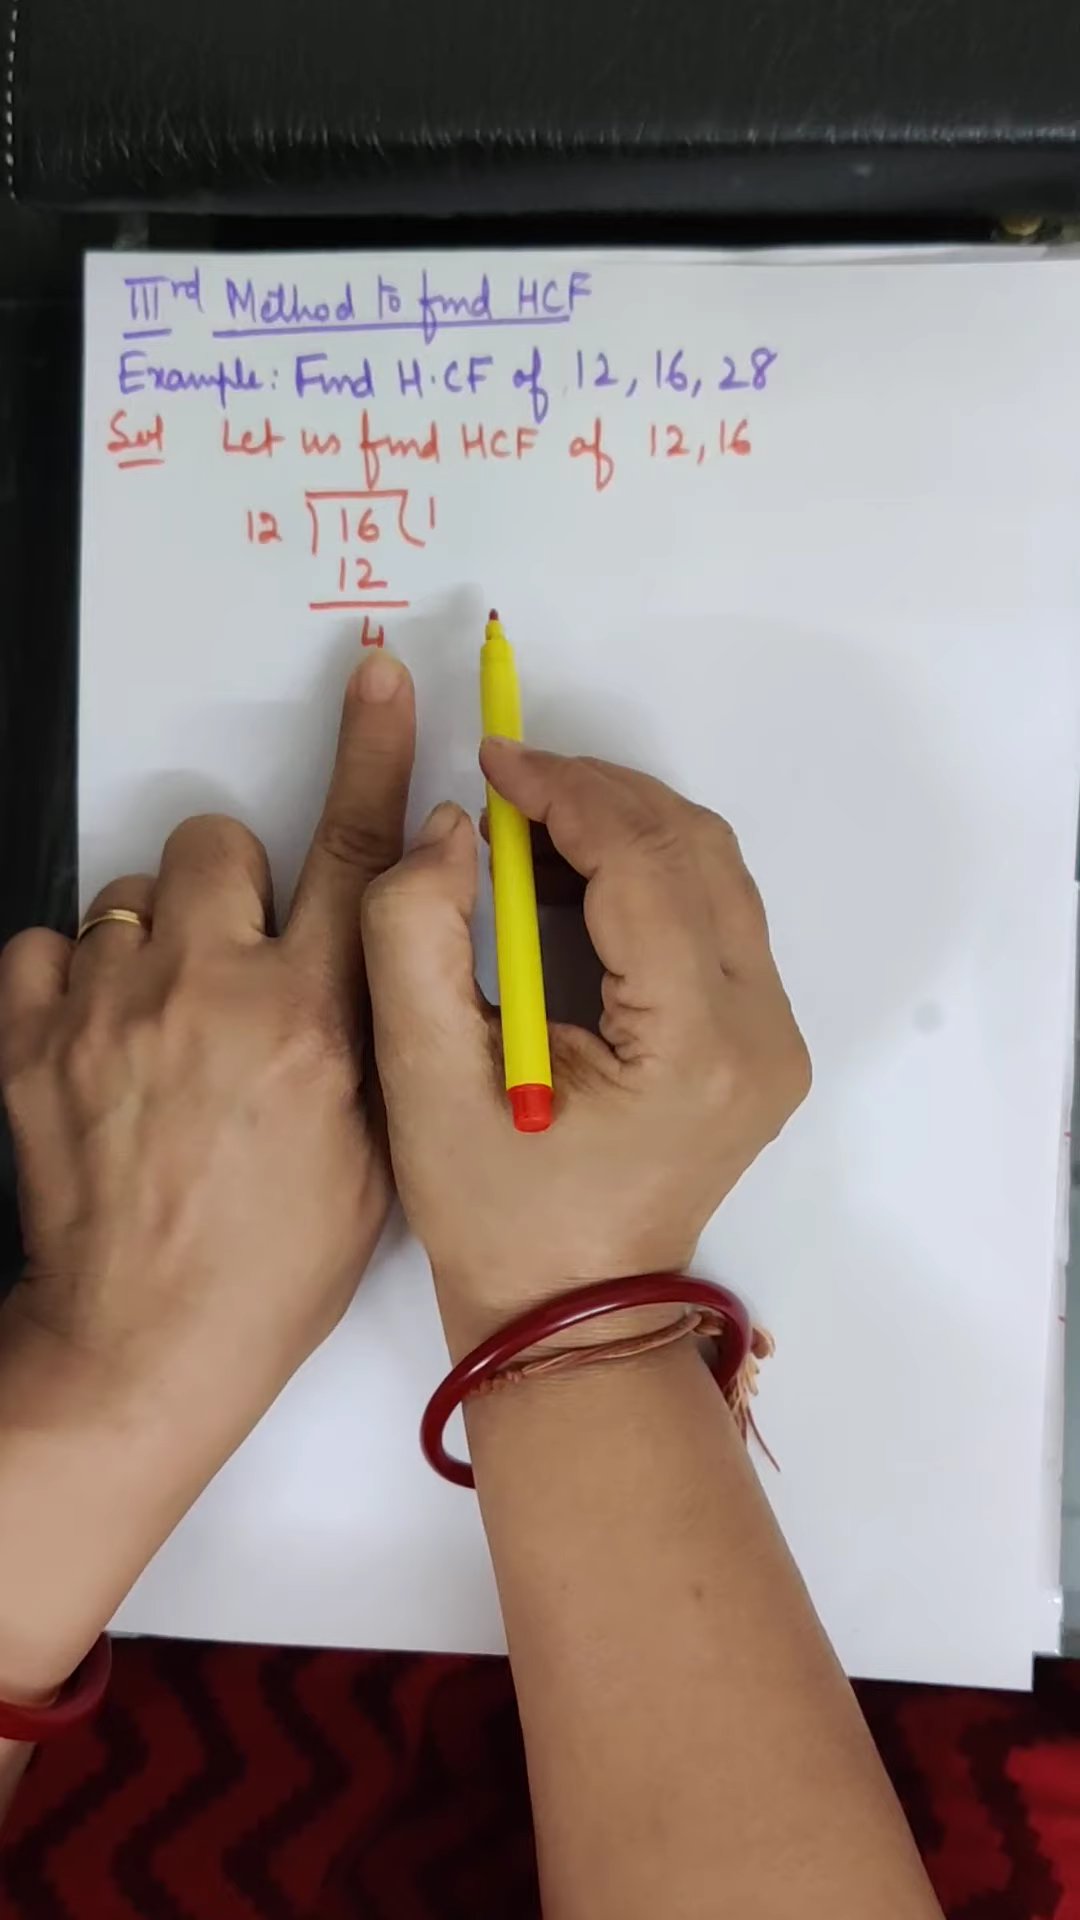 IIIrd Method to find HCF
Example: Find H.CF of 12, 16, 28
Sol Let us find HCF of 12, 16
12 ) 16 ( 1
12
4